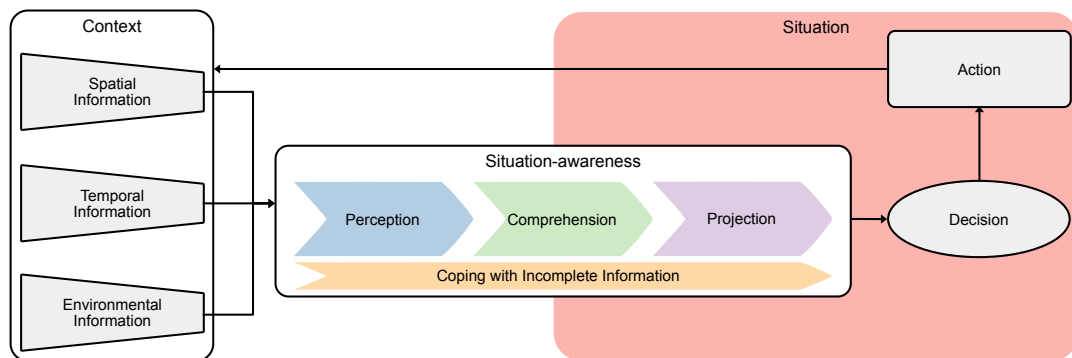 Context
Spatial
Information
Temporal
Information
Environmental
Information
Situation-awareness
Perception
Comprehension
Projection
Coping with Incomplete Information
Situation
Action
Decision